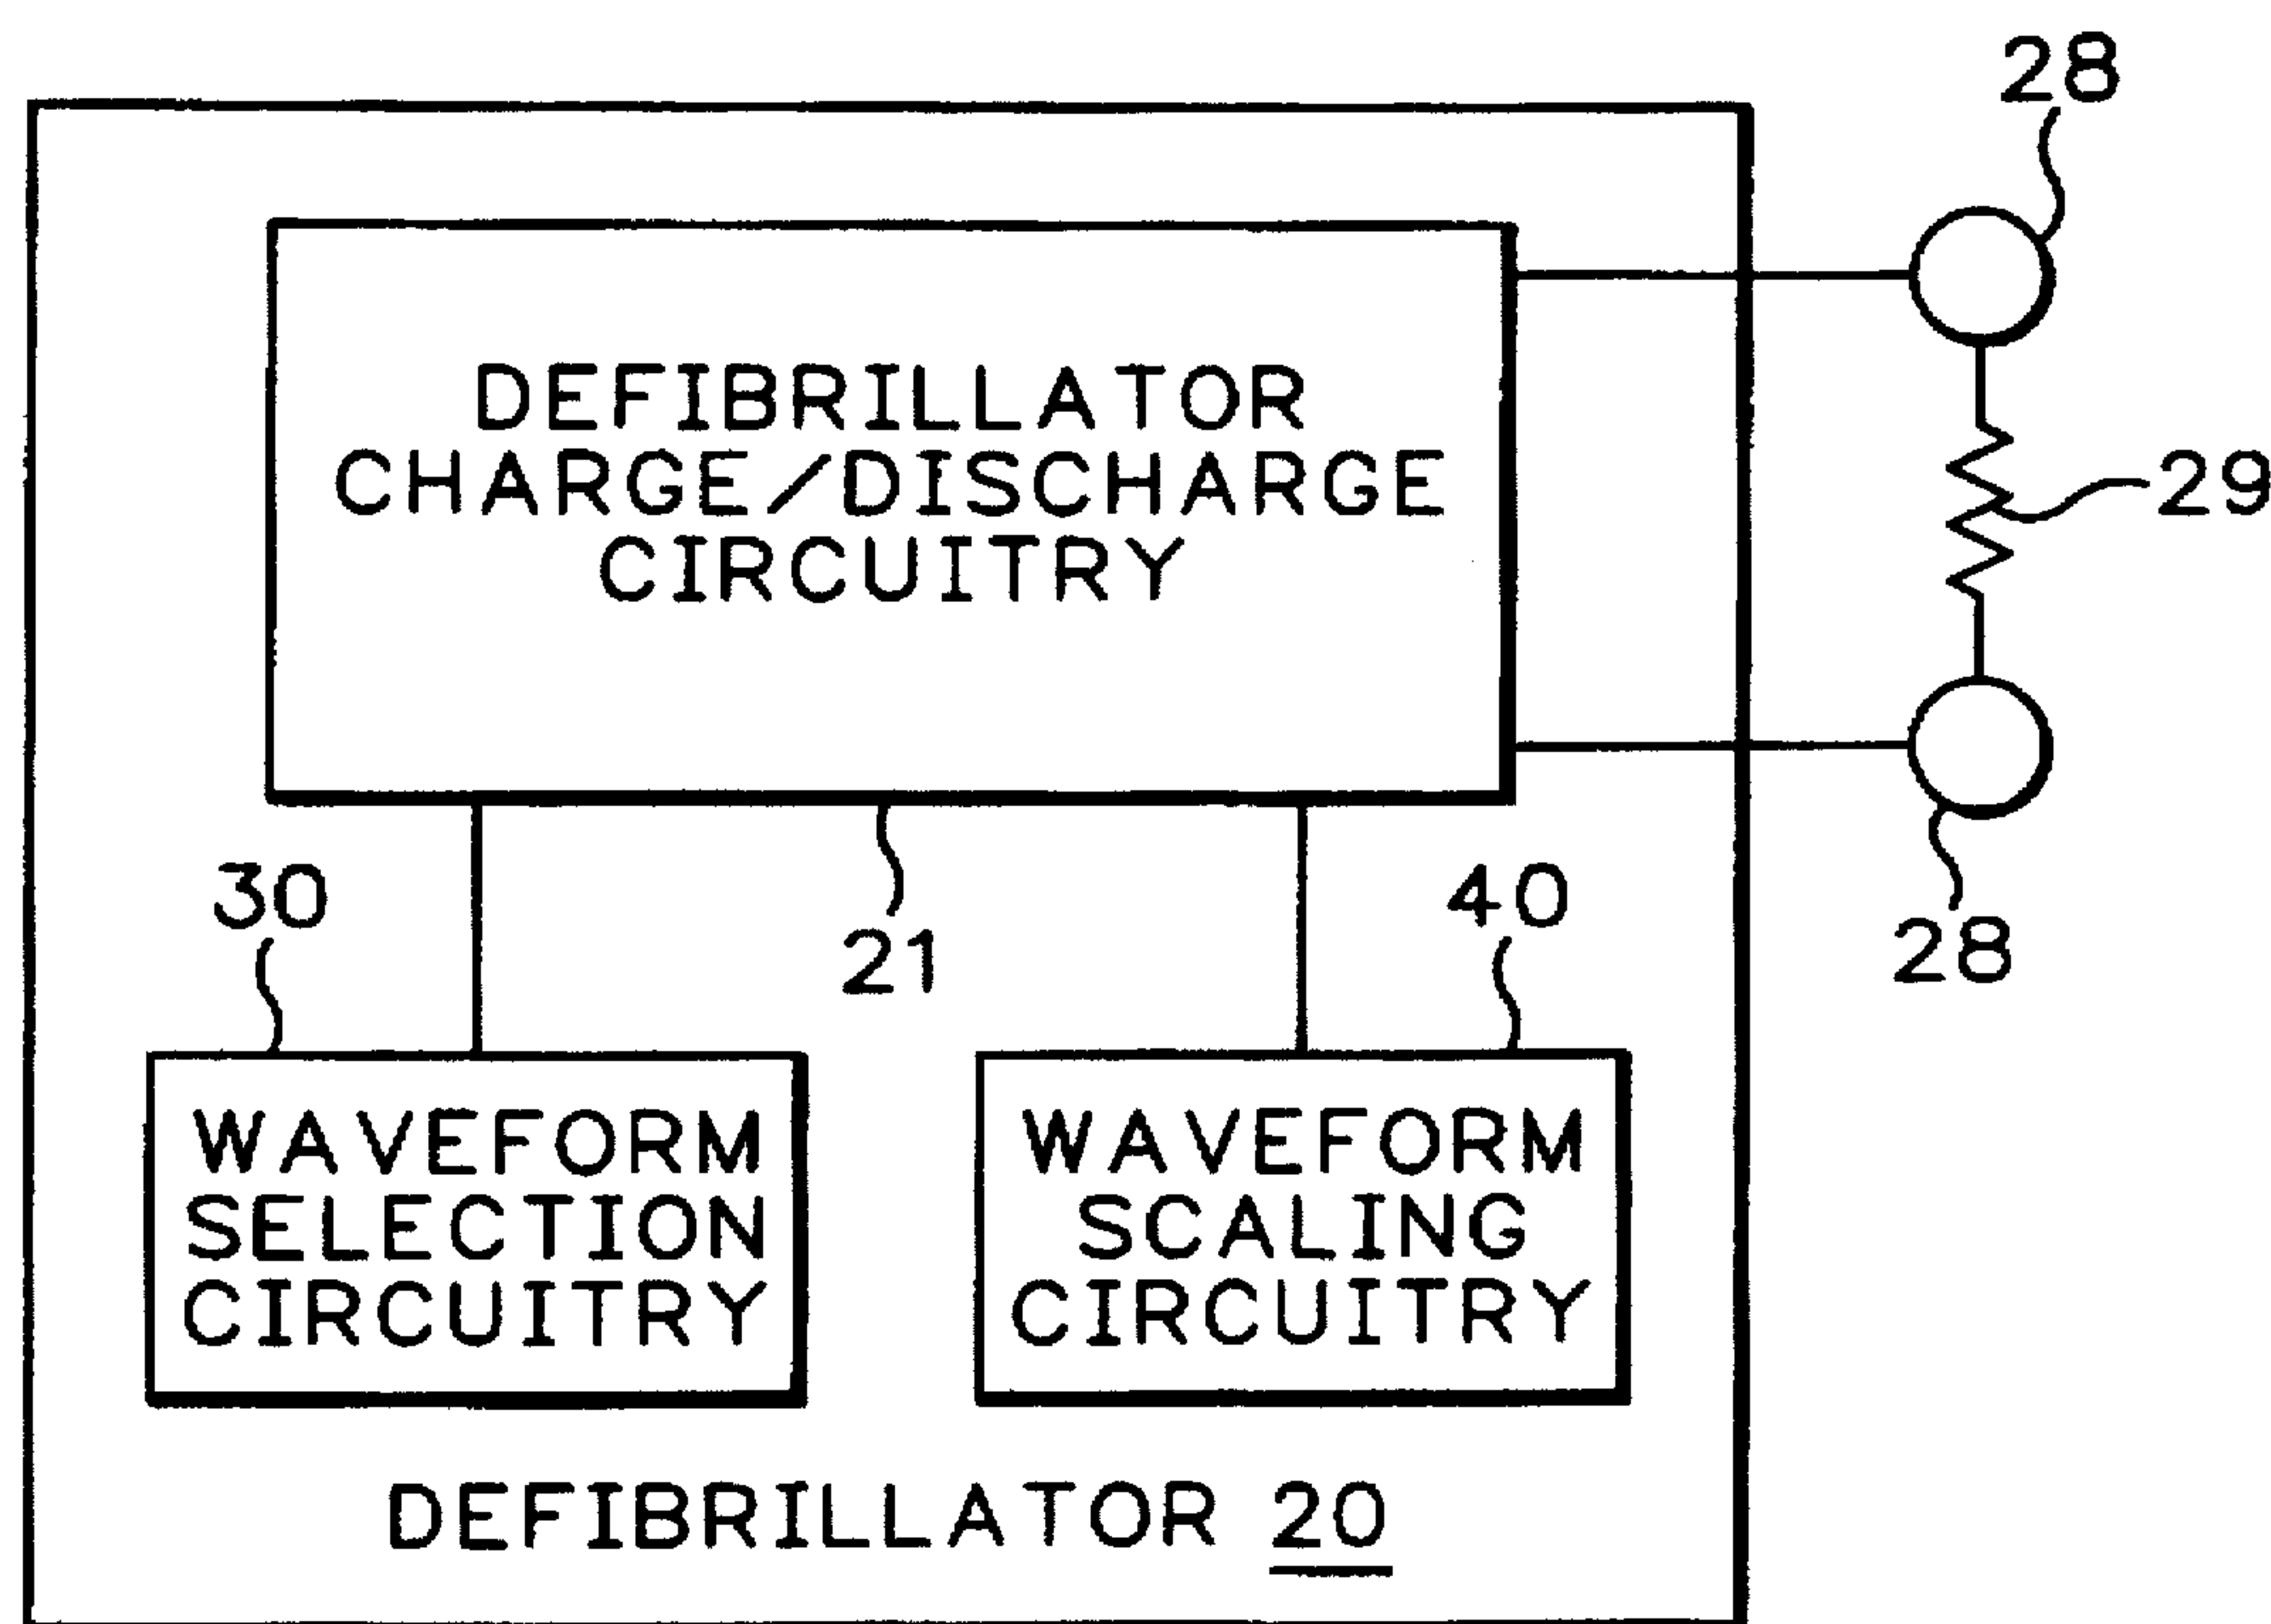 28
DEFIBRILLATOR
CHARGE/DISCHARGE
CIRCUITRY
29
30
21
40
28
WAVEFORM
SELECTION
CIRCUITRY
WAVEFORM
SCALING
CIRCUITRY
DEFIBRILLATOR 20